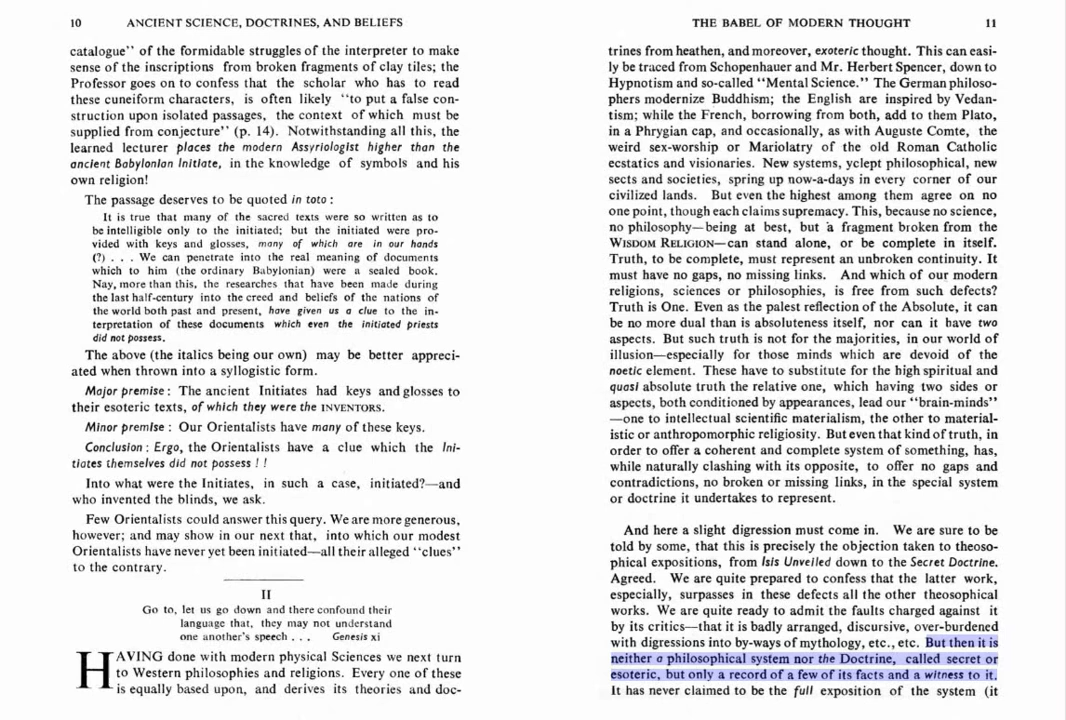 10 ANCIENT SCIENCE, DOCTRINES, AND BELIEFS
catalogue" of the formidable struggles of the interpreter to make
sense of the inscriptions from broken fragments of clay tiles; the
Professor goes on to confess that the scholar who has to read
these cuneiform characters, is often likely "to put a false con-
struction upon isolated passages, the context of which must be
supplied from conjecture" (p. 14). Notwithstanding all this, the
learned lecturer places the modern Assyriologist higher than the
ancient Babylonian Initiate, in the knowledge of symbols and his
own religion!
The passage deserves to be quoted in toto :
It is true that many of the sacred texts were so written as to
be intelligible only to the initiated; but the initiated were pro-
vided with keys and glosses, many of which are in our hands
(?) . . . We can penetrate into the real meaning of documents
which to him (the ordinary Babylonian) were a sealed book.
Nay, more than this, the researches that have been made during
the last half-century into the creed and beliefs of the nations of
the world both past and present, have given us a clue to the in-
terpretation of these documents which even the initiated priests
did not possess.
The above (the italics being our own) may be better appreci-
ated when thrown into a syllogistic form.
Major premise : The ancient Initiates had keys and glosses to
their esoteric texts, of which they were the INVENTORS.
Minor premise : Our Orientalists have many of these keys.
Conclusion : Ergo, the Orientalists have a clue which the Ini-
tiates themselves did not possess ! !
Into what were the Initiates, in such a case, initiated?—and
who invented the blinds, we ask.
Few Orientalists could answer this query. We are more generous,
however; and may show in our next that, into which our modest
Orientalists have never yet been initiated—all their alleged "clues"
to the contrary.
II
Go to, let us go down and there confound their
language that, they may not understand
one another's speech . . . Genesis xi
HAVING done with modern physical Sciences we next turn
to Western philosophies and religions. Every one of these
is equally based upon, and derives its theories and doc-
THE BABEL OF MODERN THOUGHT 11
trines from heathen, and moreover, exoteric thought. This can easi-
ly be traced from Schopenhauer and Mr. Herbert Spencer, down to
Hypnotism and so-called "Mental Science." The German philoso-
phers modernize Buddhism; the English are inspired by Vedan-
tism; while the French, borrowing from both, add to them Plato,
in a Phrygian cap, and occasionally, as with Auguste Comte, the
weird sex-worship or Mariolatry of the old Roman Catholic
ecstatics and visionaries. New systems, yclept philosophical, new
sects and societies, spring up now-a-days in every corner of our
civilized lands. But even the highest among them agree on no
one point, though each claims supremacy. This, because no science,
no philosophy—being at best, but a fragment broken from the
WISDOM RELIGION—can stand alone, or be complete in itself.
Truth, to be complete, must represent an unbroken continuity. It
must have no gaps, no missing links. And which of our modern
religions, sciences or philosophies, is free from such defects?
Truth is One. Even as the palest reflection of the Absolute, it can
be no more dual than is absoluteness itself, nor can it have two
aspects. But such truth is not for the majorities, in our world of
illusion—especially for those minds which are devoid of the
noetic element. These have to substitute for the high spiritual and
quasi absolute truth the relative one, which having two sides or
aspects, both conditioned by appearances, lead our "brain-minds"
—one to intellectual scientific materialism, the other to material-
istic or anthropomorphic religiosity. But even that kind of truth, in
order to offer a coherent and complete system of something, has,
while naturally clashing with its opposite, to offer no gaps and
contradictions, no broken or missing links, in the special system
or doctrine it undertakes to represent.
And here a slight digression must come in. We are sure to be
told by some, that this is precisely the objection taken to theoso-
phical expositions, from Isis Unveiled down to the Secret Doctrine.
Agreed. We are quite prepared to confess that the latter work,
especially, surpasses in these defects all the other theosophical
works. We are quite ready to admit the faults charged against it
by its critics—that it is badly arranged, discursive, over-burdened
with digressions into by-ways of mythology, etc., etc. But then it is
neither a philosophical system nor the Doctrine, called secret or
esoteric, but only a record of a few of its facts and a witness to it.
It has never claimed to be the full exposition of the system (it